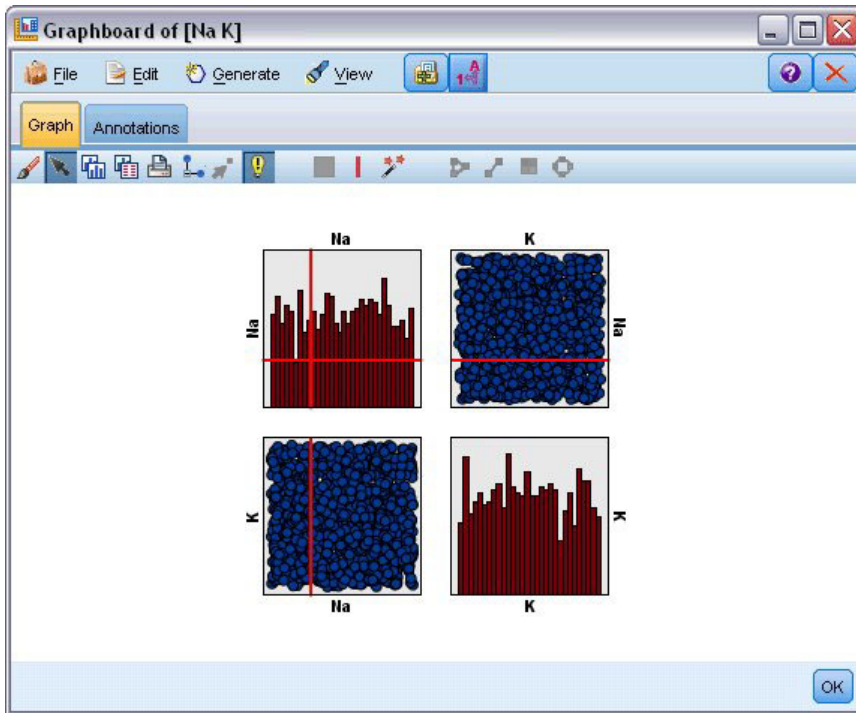 Graphboard of [Na K]
File Edit Generate View
Graph Annotations
Na K
Na Na
K K
Na K
OK